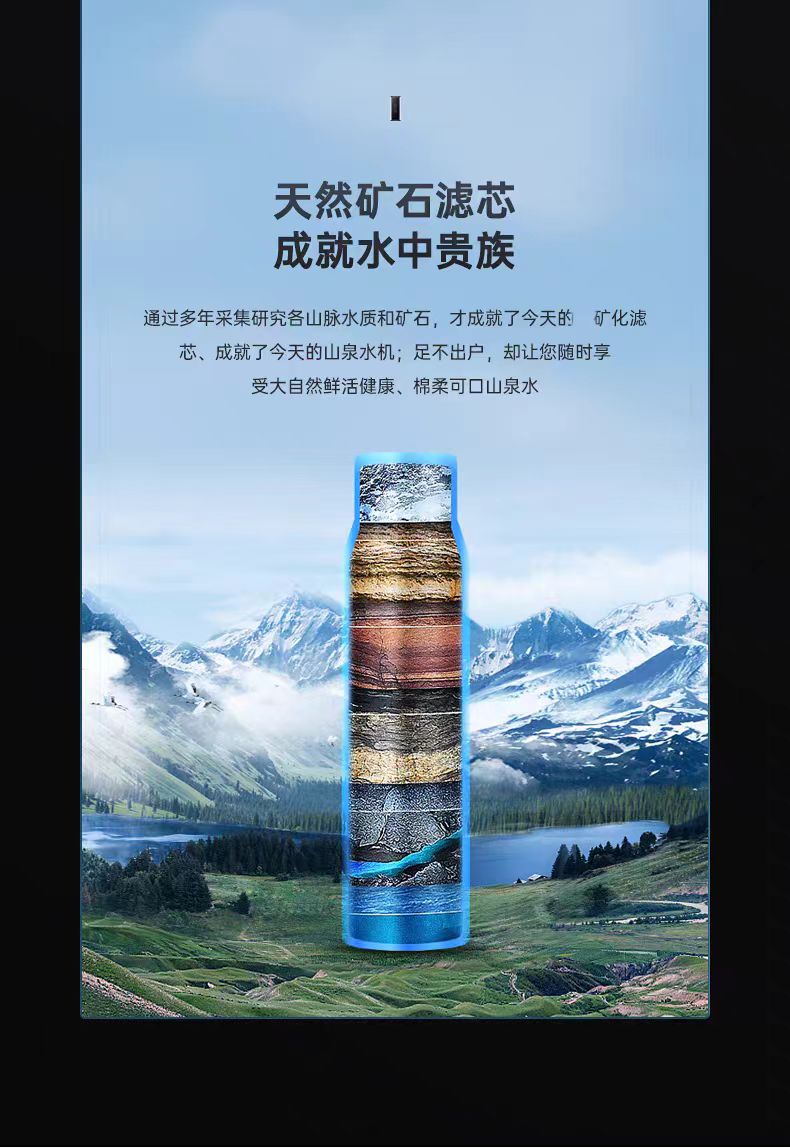 I
天然矿石滤芯
成就水中贵族
通过多年采集研究各山脉水质和矿石，才成就了今天的 矿化滤
芯、成就了今天的山泉水机；足不出户，却让您随时享
受大自然鲜活健康、棉柔可口山泉水